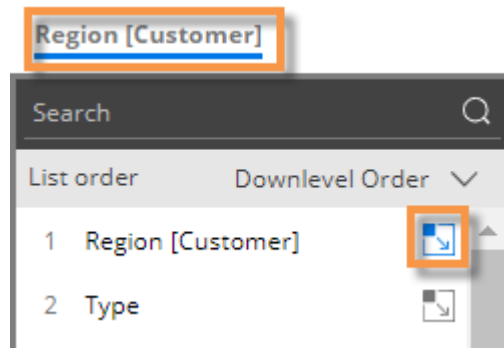 Region [Customer]
Search
List order Downlevel Order
1 Region [Customer]
2 Type